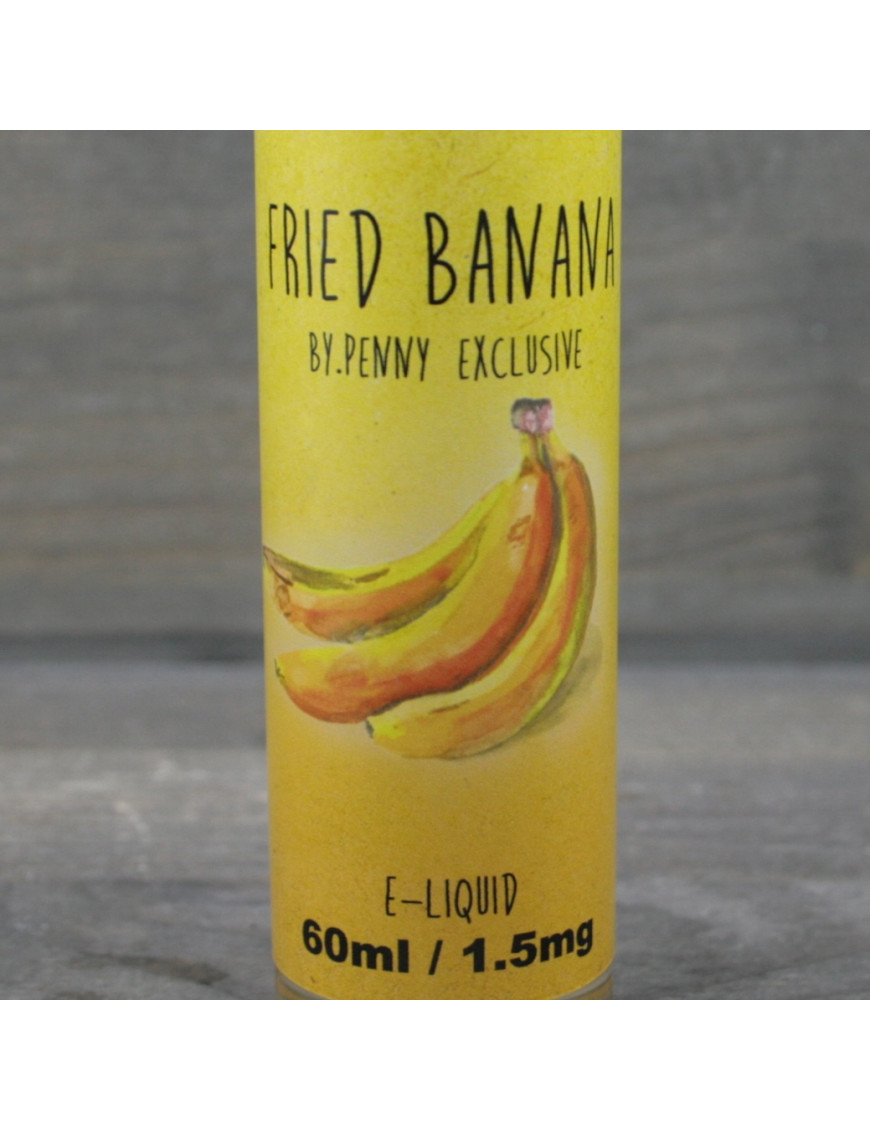 FRIED BANANA
BY.PENNY EXCLUSIVE
E-LIQUID
60ml / 1.5mg